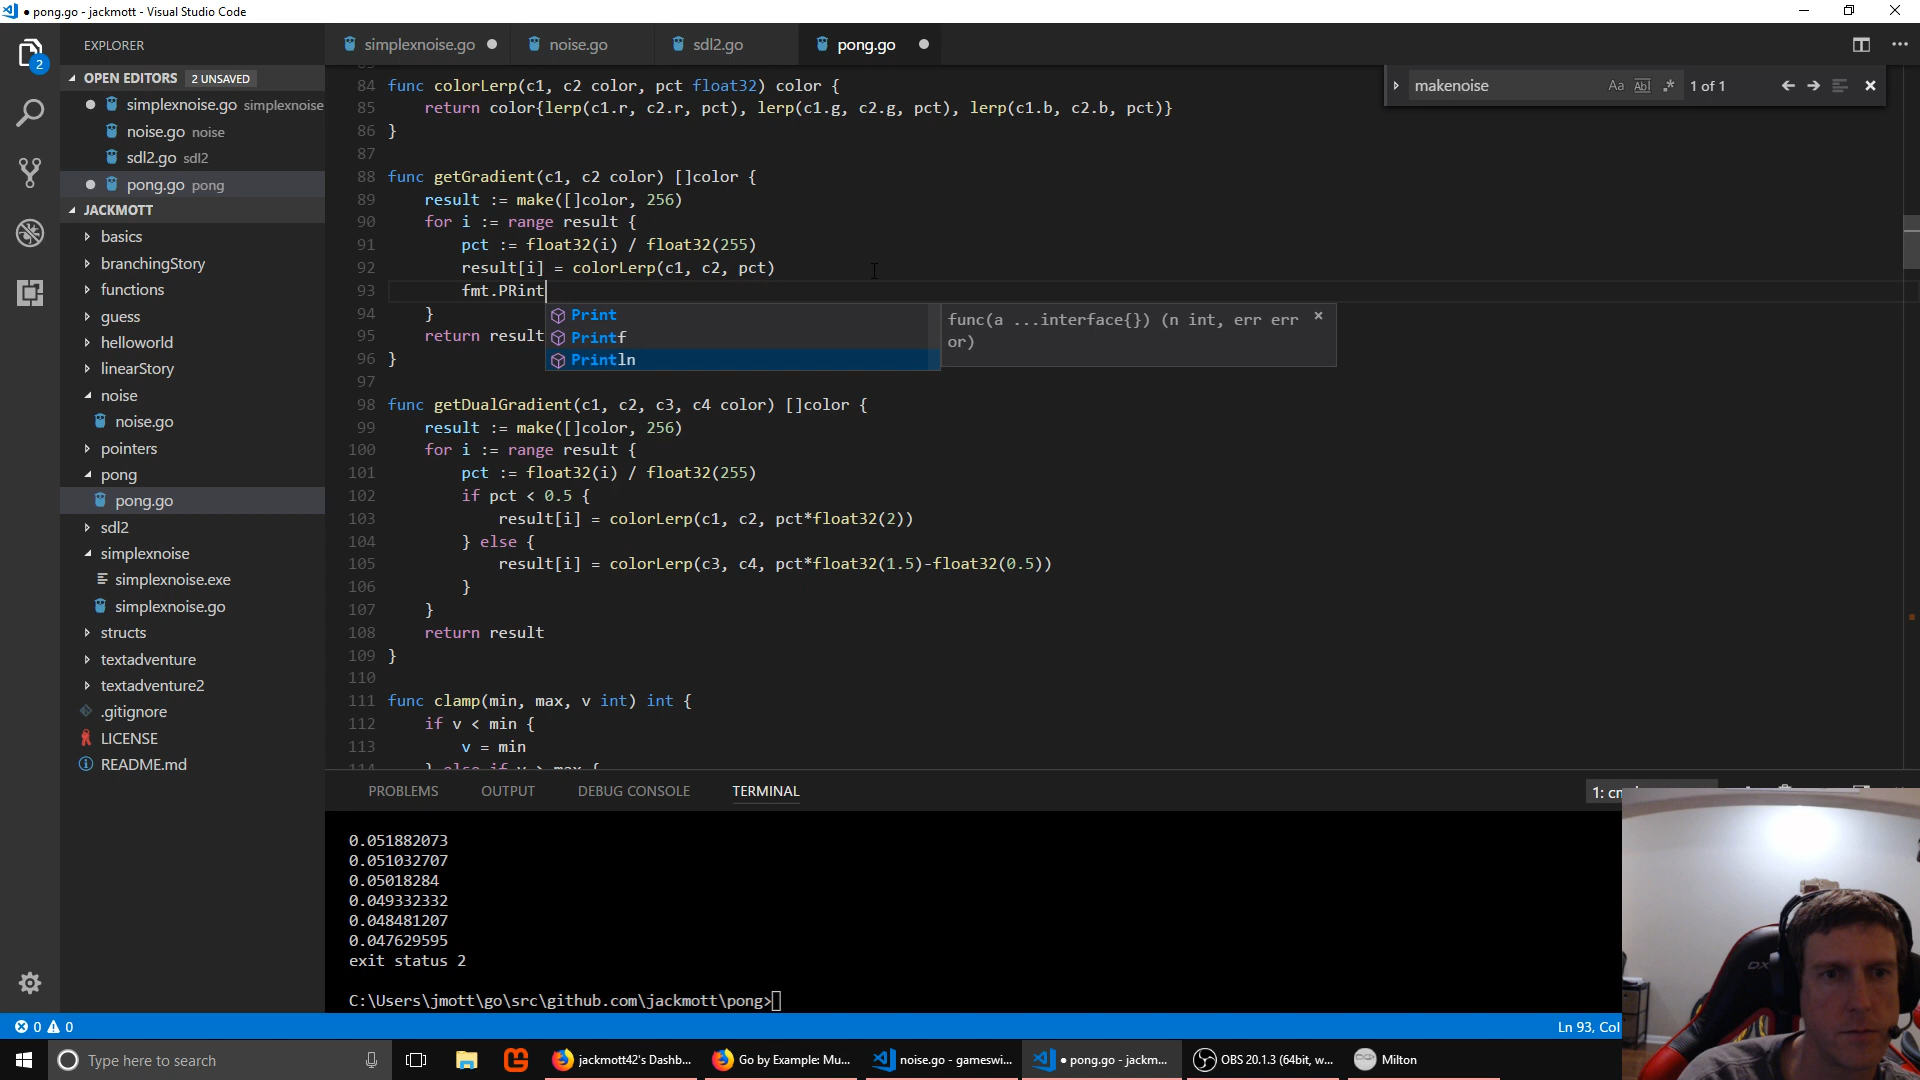 ● pong.go - jackmott - Visual Studio Code
EXPLORER
OPEN EDITORS 2 UNSAVED
simplexnoise.go simplexnoise
noise.go noise
sdl2.go sdl2
pong.go pong
JACKMOTT
basics
branchingStory
functions
guess
helloworld
linearStory
noise
noise.go
pointers
pong
pong.go
sdl2
simplexnoise
simplexnoise.exe
simplexnoise.go
structs
textadventure
textadventure2
.gitignore
LICENSE
README.md
2
simplexnoise.go
noise.go
sdl2.go
pong.go
makenoise Aa Abl .* 1 of 1
84 func colorLerp(c1, c2 color, pct float32) color {
85 return color{lerp(c1.r, c2.r, pct), lerp(c1.g, c2.g, pct), lerp(c1.b, c2.b, pct)}
86 }
87
88 func getGradient(c1, c2 color) []color {
89 result := make([]color, 256)
90 for i := range result {
91 pct := float32(i) / float32(255)
92 result[i] = colorLerp(c1, c2, pct)
93 fmt.PRint
94 }
95 return result
96 }
97
98 func getDualGradient(c1, c2, c3, c4 color) []color {
99 result := make([]color, 256)
100 for i := range result {
101 pct := float32(i) / float32(255)
102 if pct < 0.5 {
103 result[i] = colorLerp(c1, c2, pct*float32(2))
104 } else {
105 result[i] = colorLerp(c3, c4, pct*float32(1.5)-float32(0.5))
106 }
107 }
108 return result
109 }
110
111 func clamp(min, max, v int) int {
112 if v < min {
113 v = min
114 } else if v > max {
Print
Printf
Println
func(a ...interface{}) (n int, err err
or)
PROBLEMS OUTPUT DEBUG CONSOLE TERMINAL
1: cm
0.051882073
0.051032707
0.05018284
0.049332332
0.048481207
0.047629595
exit status 2
C:\Users\jmott\go\src\github.com\jackmott\pong>
0 0
Ln 93, Col
Type here to search
jackmott42's Dashb...
Go by Example: Mu...
noise.go - gameswi...
● pong.go - jackm...
OBS 20.1.3 (64bit, w...
Milton